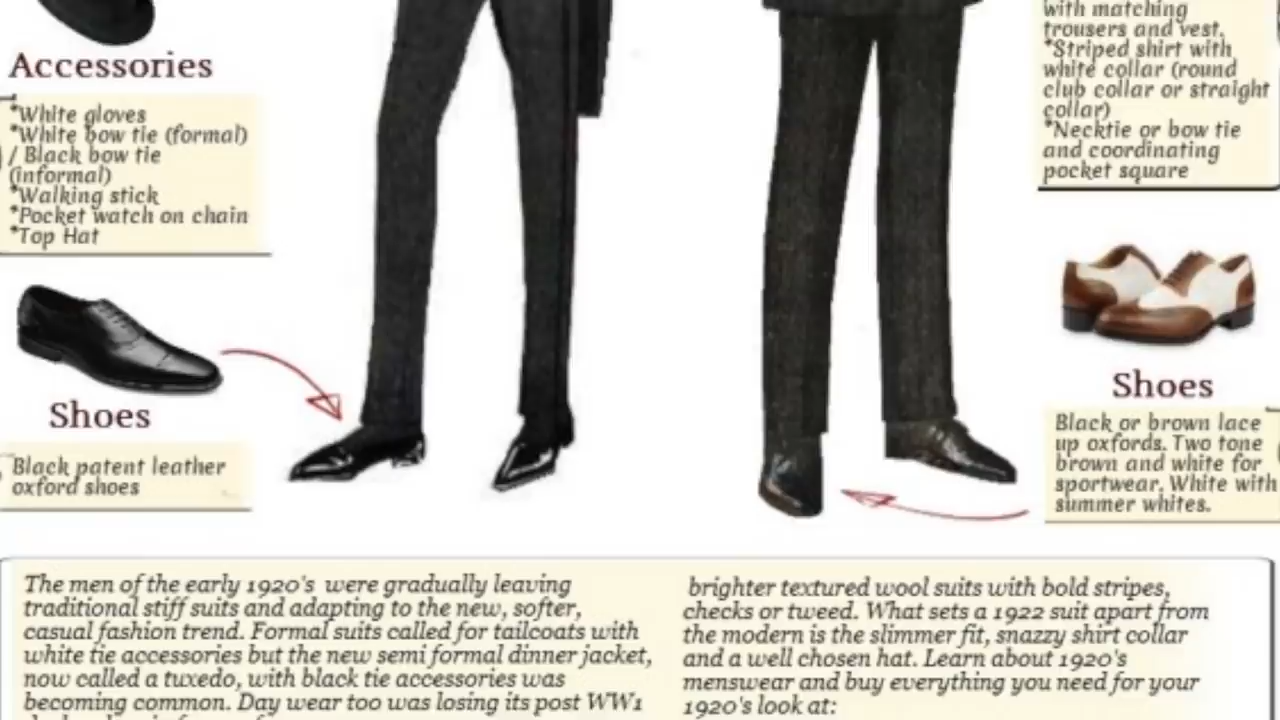 Accessories
*White gloves
*White bow tie (formal)
/ Black bow tie
(informal)
*Walking stick
*Pocket watch on chain
*Top Hat
Shoes
Black patent leather
oxford shoes
with matching
trousers and vest.
*Striped shirt with
white collar (round
club collar or straight
collar)
*Necktie or bow tie
and coordinating
pocket square
Shoes
Black or brown lace
up oxfords. Two tone
brown and white for
sportwear. White with
summer whites.
The men of the early 1920's were gradually leaving
traditional stiff suits and adapting to the new, softer,
casual fashion trend. Formal suits called for tailcoats with
white tie accessories but the new semi formal dinner jacket,
now called a tuxedo, with black tie accessories was
becoming common. Day wear too was losing its post WW1
brighter textured wool suits with bold stripes,
checks or tweed. What sets a 1922 suit apart from
the modern is the slimmer fit, snazzy shirt collar
and a well chosen hat. Learn about 1920's
menswear and buy everything you need for your
1920's look at: